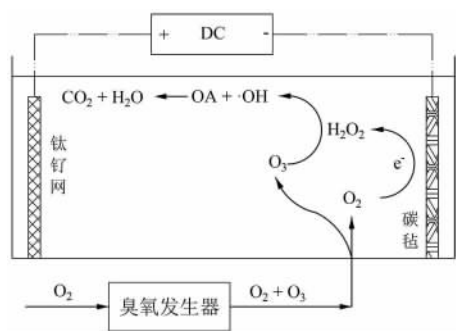 + DC -
CO₂ + H₂O ← OA + ·OH
H₂O₂
钛钌网
O₃
e⁻
O₂
碳毡
O₂
臭氧发生器
O₂ + O₃